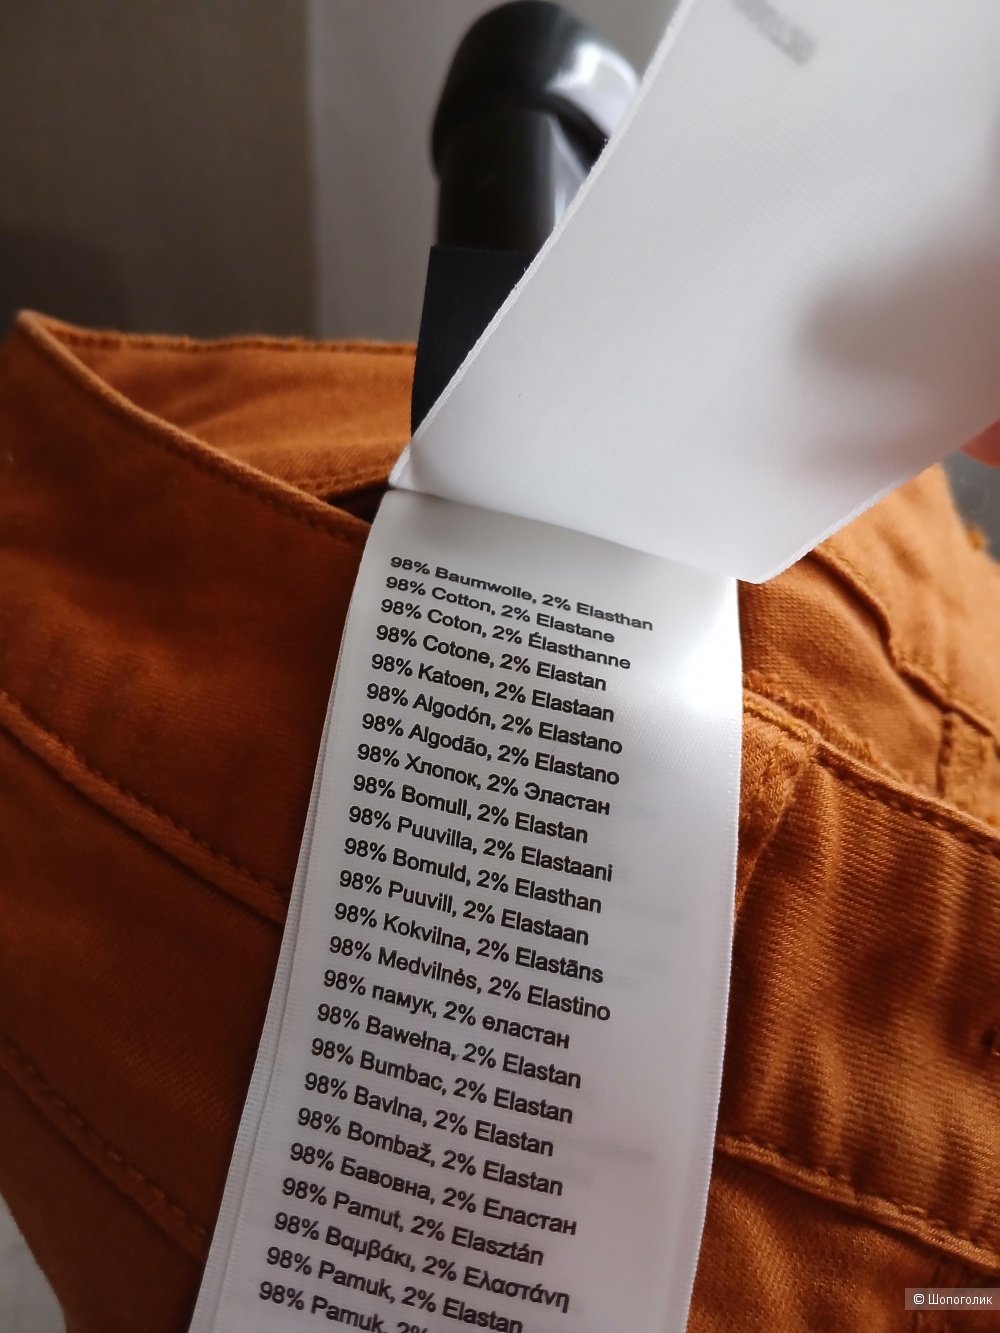 98% Baumwolle, 2% Elasthan
98% Cotton, 2% Elastane
98% Coton, 2% Élasthanne
98% Cotone, 2% Elastan
98% Katoen, 2% Elastaan
98% Algodón, 2% Elastano
98% Algodão, 2% Elastano
98% Хлопок, 2% Эластан
98% Bomull, 2% Elastan
98% Puuvilla, 2% Elastaani
98% Bomuld, 2% Elasthan
98% Puuvill, 2% Elastaan
98% Kokvilna, 2% Elastāns
98% Medvilnės, 2% Elastino
98% памук, 2% еластан
98% Bawełna, 2% Elastan
98% Bumbac, 2% Elastan
98% Bavlna, 2% Elastan
98% Bombaž, 2% Elastan
98% Бавовна, 2% Еластан
98% Pamut, 2% Elasztán
98% Βαμβάκι, 2% Ελαστάνη
98% Pamuk, 2% Elastan
98% Pamuk, 2%
© Шопоголик